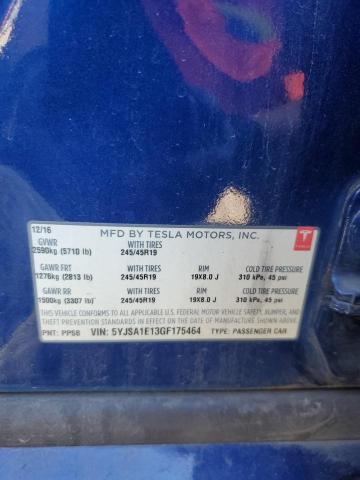 12/16 MFD BY TESLA MOTORS, INC.
GVWR WITH TIRES
2590kg (5710 lb) 245/45R19
GAWR FRT WITH TIRES RIM COLD TIRE PRESSURE
1276kg (2813 lb) 245/45R19 19X8.0 J 310 kPa, 45 psi
GAWR RR WITH TIRES RIM COLD TIRE PRESSURE
1500kg (3307 lb) 245/45R19 19X8.0 J 310 kPa, 45 psi
THIS VEHICLE CONFORMS TO ALL APPLICABLE U.S. FEDERAL MOTOR VEHICLE
SAFETY STANDARDS, BUMPER, AND THEFT PREVENTION STANDARDS IN EFFECT ON THE
DATE OF MANUFACTURE SHOWN ABOVE.
PNT: PPSB VIN: 5YJSA1E13GF175464 TYPE: PASSENGER CAR
TESLA